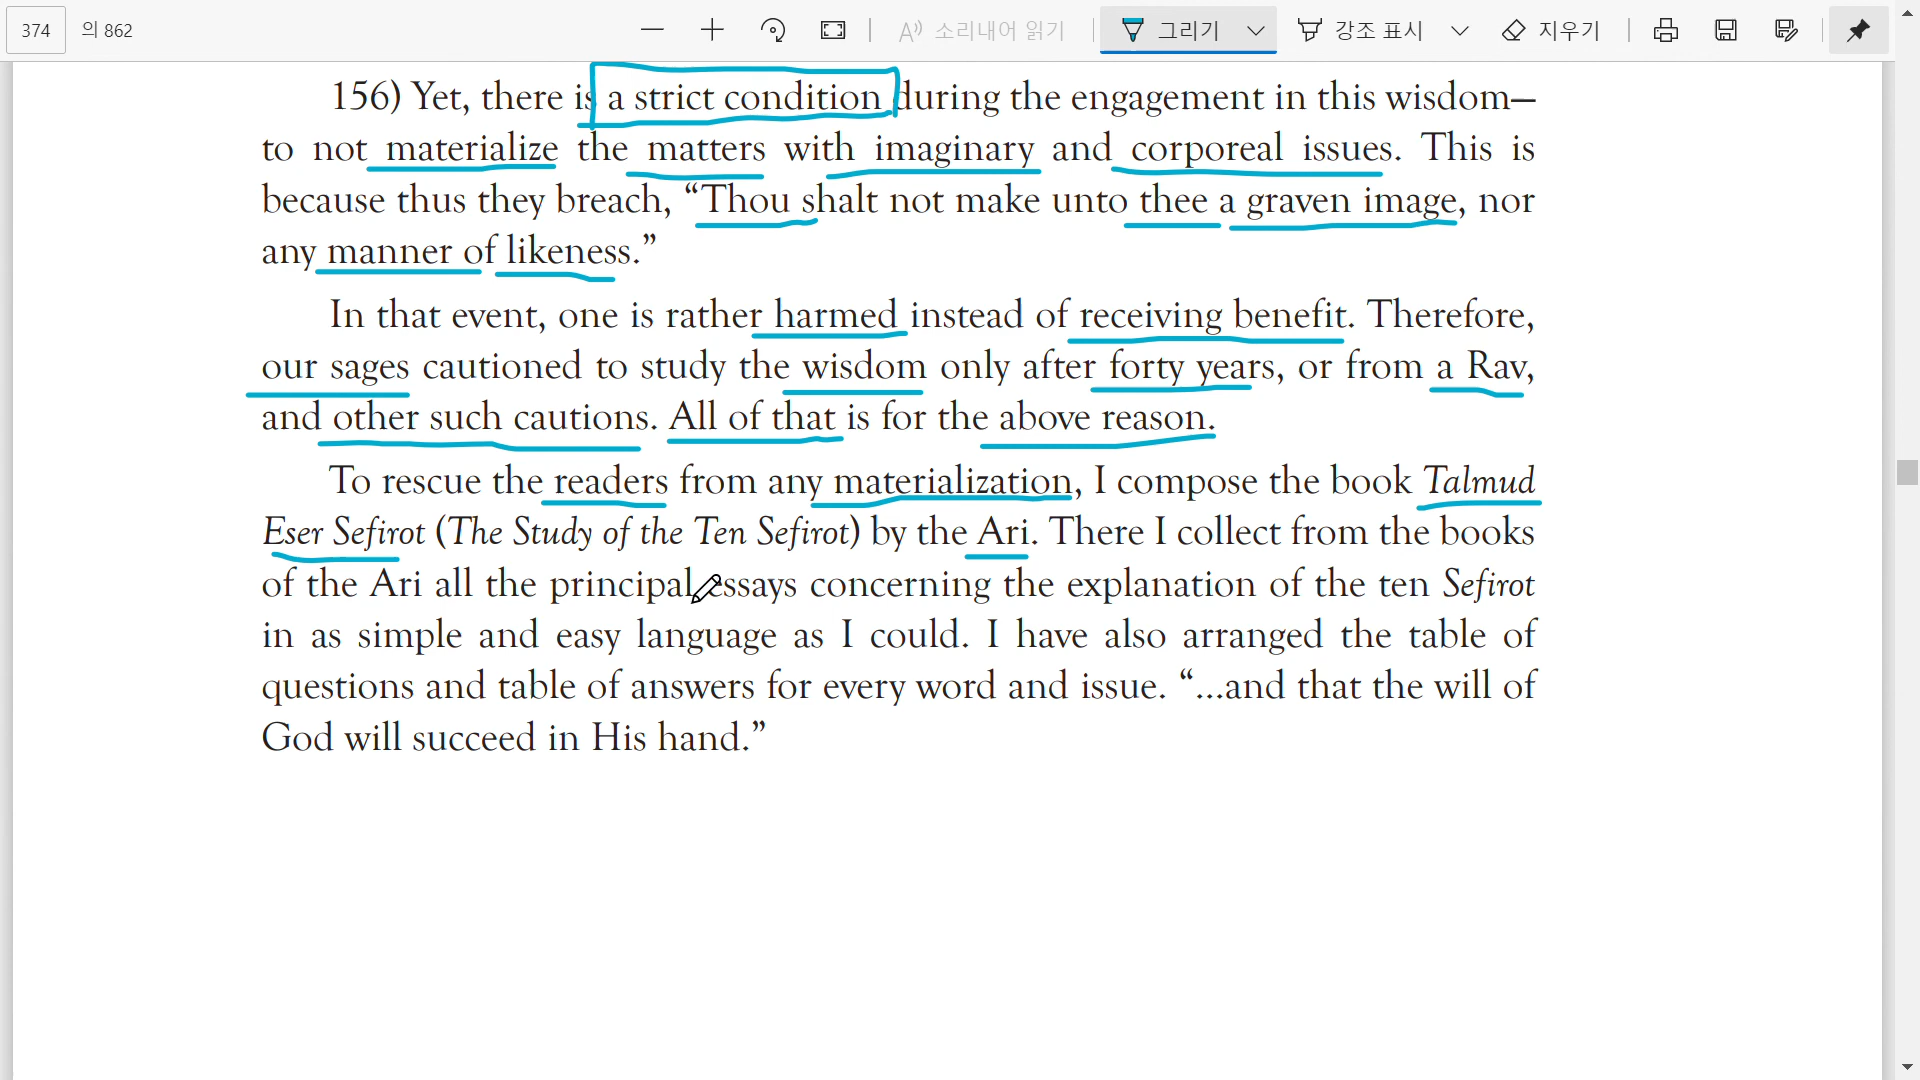 374 의 862 A 소리내어 읽기 그리기 강조 표시 지우기
156) Yet, there is a strict condition during the engagement in this wisdom—
to not materialize the matters with imaginary and corporeal issues. This is
because thus they breach, “Thou shalt not make unto thee a graven image, nor
any manner of likeness.”
In that event, one is rather harmed instead of receiving benefit. Therefore,
our sages cautioned to study the wisdom only after forty years, or from a Rav,
and other such cautions. All of that is for the above reason.
To rescue the readers from any materialization, I compose the book Talmud
Eser Sefirot (The Study of the Ten Sefirot) by the Ari. There I collect from the books
of the Ari all the principal essays concerning the explanation of the ten Sefirot
in as simple and easy language as I could. I have also arranged the table of
questions and table of answers for every word and issue. “...and that the will of
God will succeed in His hand.”